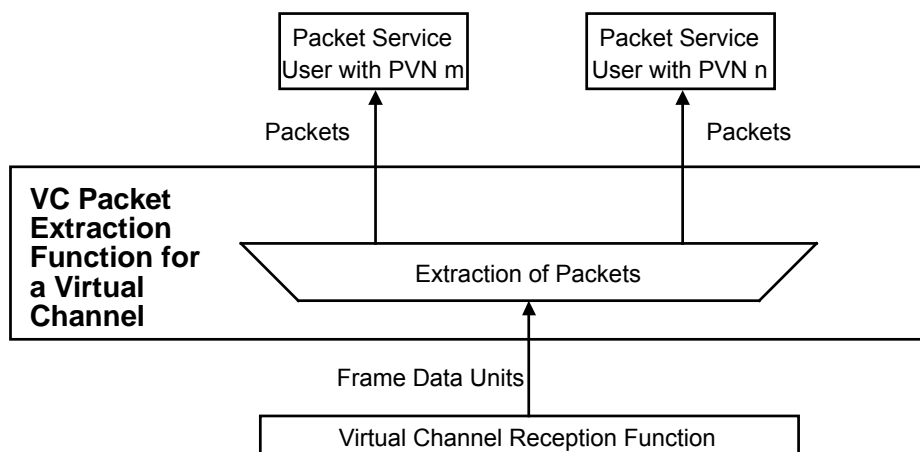 Packet Service
User with PVN m
Packet Service
User with PVN n
Packets
Packets
VC Packet
Extraction
Function for
a Virtual
Channel
Extraction of Packets
Frame Data Units
Virtual Channel Reception Function